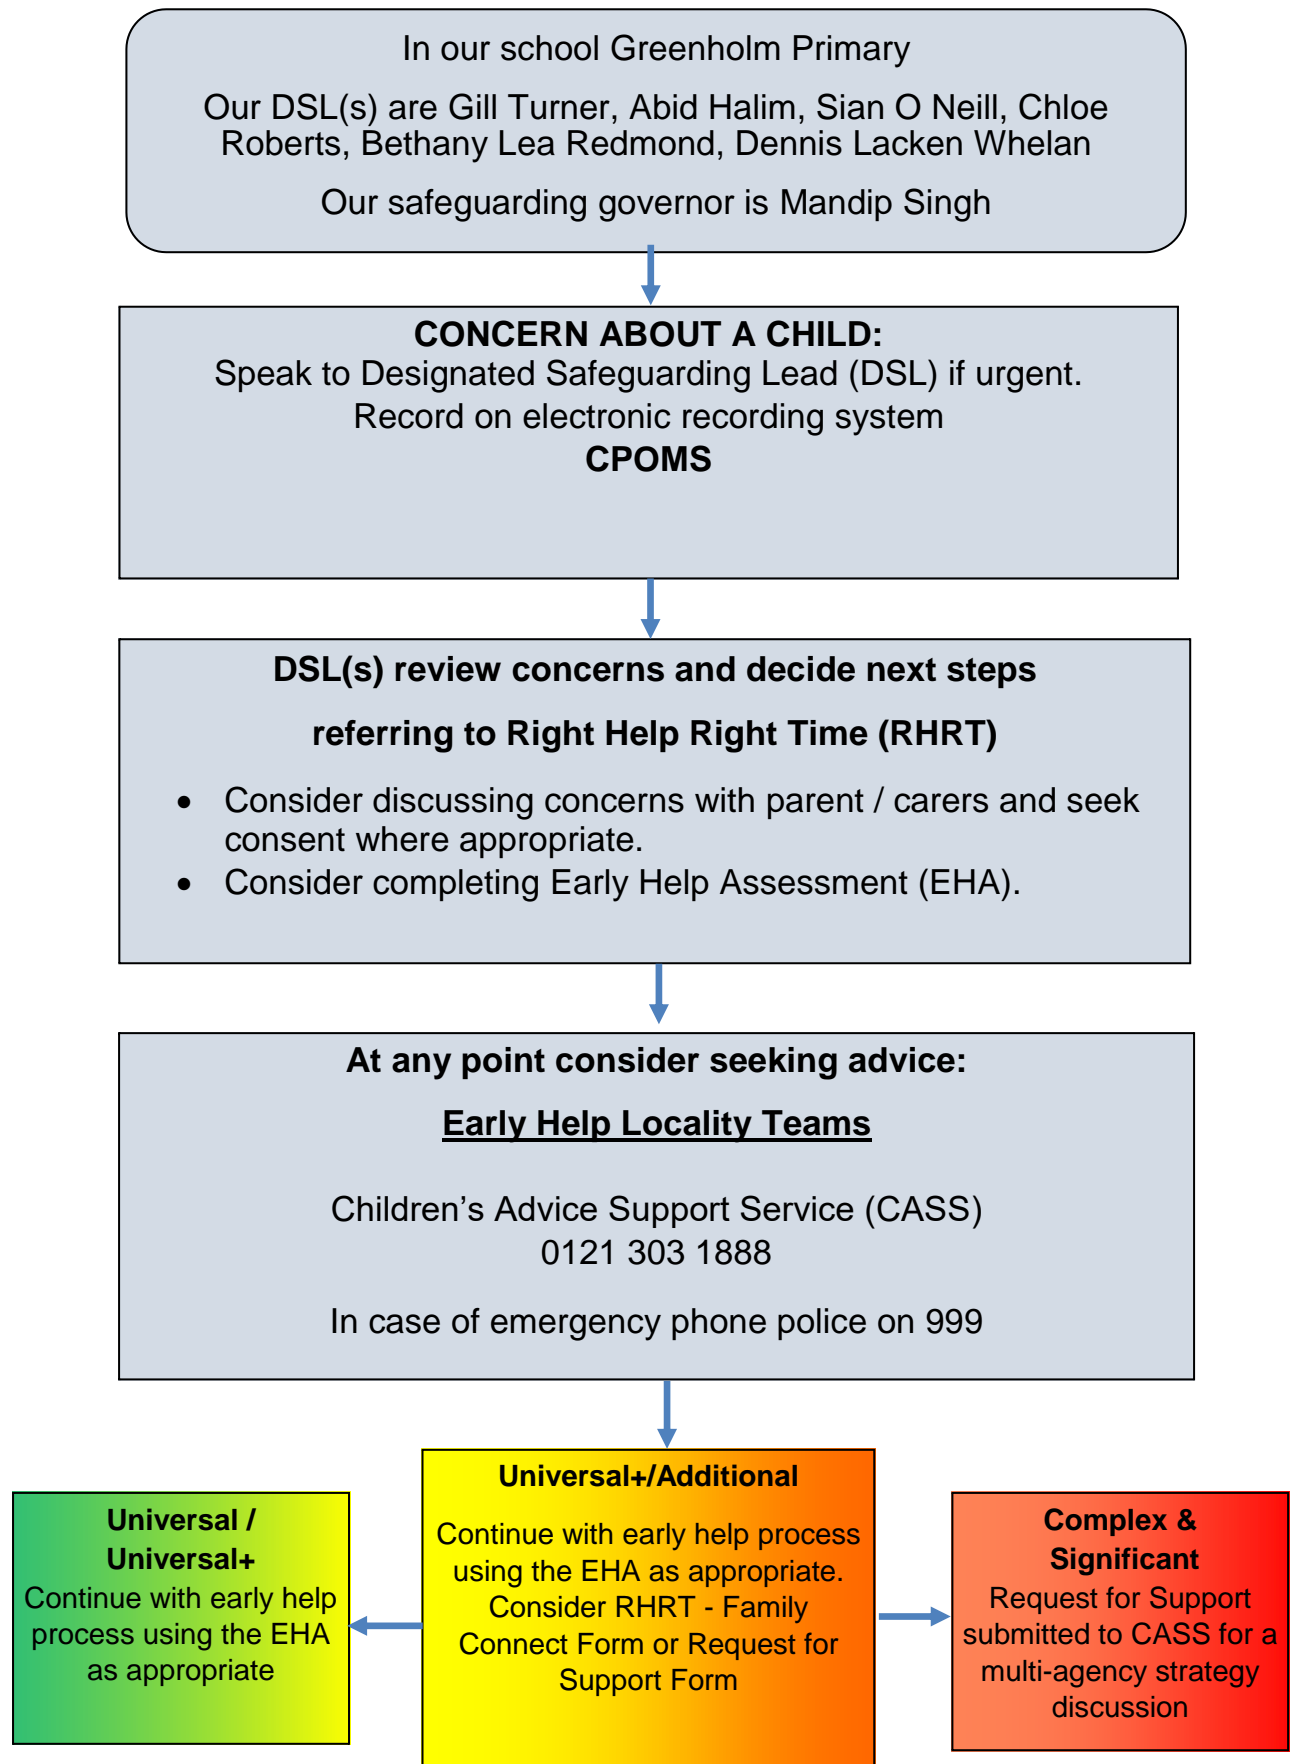 In our school Greenholm Primary
Our DSL(s) are Gill Turner, Abid Halim, Sian O Neill, Chloe
Roberts, Bethany Lea Redmond, Dennis Lacken Whelan
Our safeguarding governor is Mandip Singh
CONCERN ABOUT A CHILD:
Speak to Designated Safeguarding Lead (DSL) if urgent.
Record on electronic recording system
CPOMS
DSL(s) review concerns and decide next steps
referring to Right Help Right Time (RHRT)
• Consider discussing concerns with parent / carers and seek
consent where appropriate.
• Consider completing Early Help Assessment (EHA).
At any point consider seeking advice:
Early Help Locality Teams
Children’s Advice Support Service (CASS)
0121 303 1888
In case of emergency phone police on 999
Universal /
Universal+
Continue with early help
process using the EHA
as appropriate
Universal+/Additional
Continue with early help process
using the EHA as appropriate.
Consider RHRT - Family
Connect Form or Request for
Support Form
Complex &
Significant
Request for Support
submitted to CASS for a
multi-agency strategy
discussion